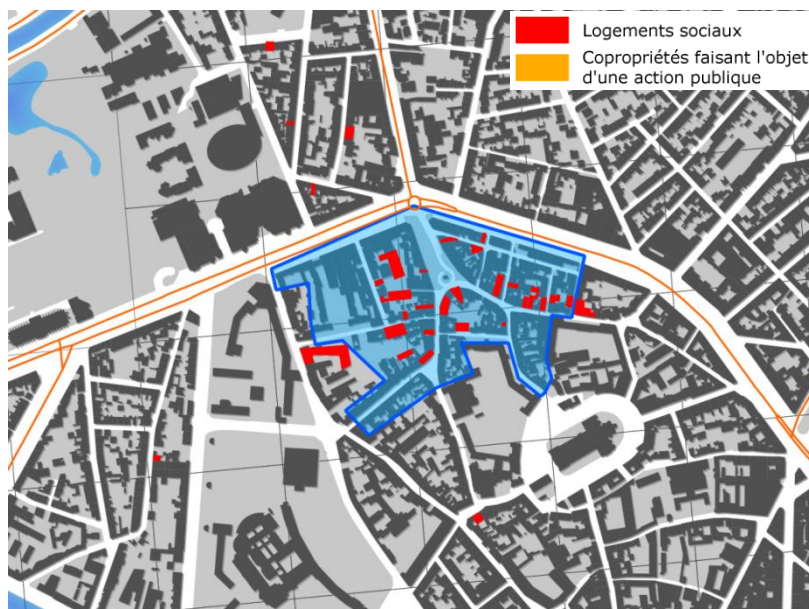 Logements sociaux
Copropriétés faisant l'objet
d'une action publique